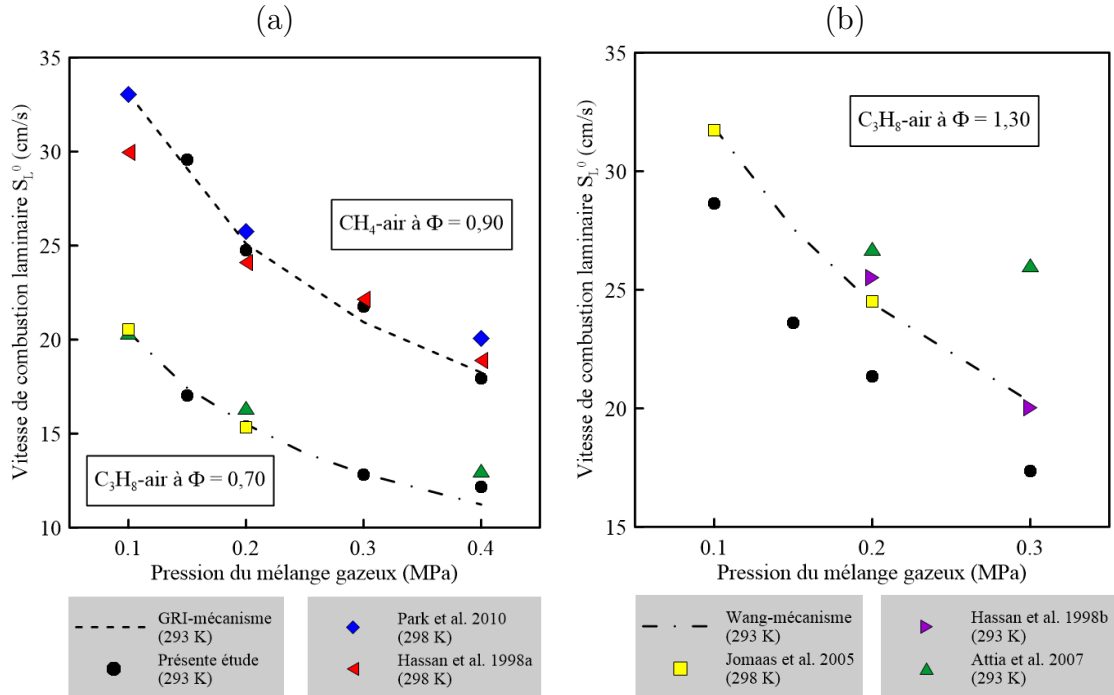 (a)
Vitesse de combustion laminaire S_L^0 (cm/s)
35
30
25
20
15
10
CH4-air à Φ = 0,90
C3H8-air à Φ = 0,70
0.1 0.2 0.3 0.4
Pression du mélange gazeux (MPa)
GRI-mécanisme
(293 K)
Présente étude
(293 K)
Park et al. 2010
(298 K)
Hassan et al. 1998a
(298 K)
(b)
Vitesse de combustion laminaire S_L^0 (cm/s)
35
30
25
20
15
C3H8-air à Φ = 1,30
0.1 0.2 0.3
Pression du mélange gazeux (MPa)
Wang-mécanisme
(293 K)
Jomaas et al. 2005
(298 K)
Hassan et al. 1998b
(293 K)
Attia et al. 2007
(293 K)